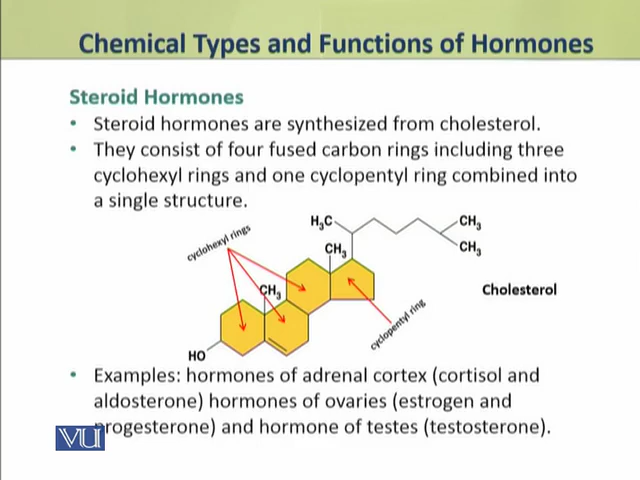 Chemical Types and Functions of Hormones
Steroid Hormones
• Steroid hormones are synthesized from cholesterol.
• They consist of four fused carbon rings including three
cyclohexyl rings and one cyclopentyl ring combined into
a single structure.
H₃C
CH₃
cyclohexyl rings
CH₃
CH₃
CH₃
Cholesterol
cyclopentyl ring
HO
• Examples: hormones of adrenal cortex (cortisol and
aldosterone) hormones of ovaries (estrogen and
progesterone) and hormone of testes (testosterone).
VU